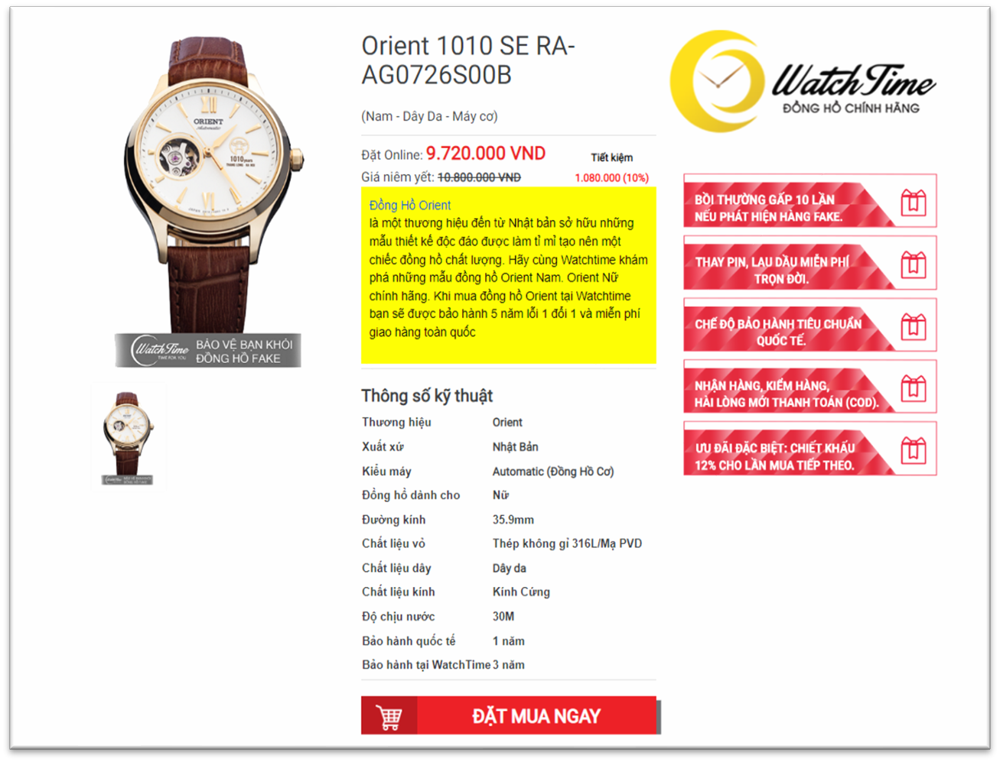 ORIENT
Automatic
1010 years
THANG LONG - HA NOI
WatchTime
TIME FOR YOU
BẢO VỆ BẠN KHỎI
ĐỒNG HỒ FAKE
Orient 1010 SE RA-
AG0726S00B
(Nam - Dây Da - Máy cơ)
Đặt Online: 9.720.000 VND
Tiết kiệm
Giá niêm yết: 10.800.000 VND
1.080.000 (10%)
Đồng Hồ Orient
là một thương hiệu đến từ Nhật bản sở hữu những
mẫu thiết kế độc đáo được làm tỉ mỉ tạo nên một
chiếc đồng hồ chất lượng. Hãy cùng Watchtime khám
phá những mẫu đồng hồ Orient Nam. Orient Nữ
chính hãng. Khi mua đồng hồ Orient tại Watchtime
bạn sẽ được bảo hành 5 năm lỗi 1 đổi 1 và miễn phí
giao hàng toàn quốc
Thông số kỹ thuật
Thương hiệu Orient
Xuất xứ Nhật Bản
Kiểu máy Automatic (Đồng Hồ Cơ)
Đồng hồ dành cho Nữ
Đường kính 35.9mm
Chất liệu vỏ Thép không gỉ 316L/Mạ PVD
Chất liệu dây Dây da
Chất liệu kính Kính Cứng
Độ chịu nước 30M
Bảo hành quốc tế 1 năm
Bảo hành tại WatchTime 3 năm
ĐẶT MUA NGAY
WatchTime
ĐỒNG HỒ CHÍNH HÃNG
BỒI THƯỜNG GẤP 10 LẦN
NẾU PHÁT HIỆN HÀNG FAKE.
THAY PIN, LAU DẦU MIỄN PHÍ
TRỌN ĐỜI.
CHẾ ĐỘ BẢO HÀNH TIÊU CHUẨN
QUỐC TẾ.
NHẬN HÀNG, KIỂM HÀNG,
HÀI LÒNG MỚI THANH TOÁN (COD).
ƯU ĐÃI ĐẶC BIỆT: CHIẾT KHẤU
12% CHO LẦN MUA TIẾP THEO.